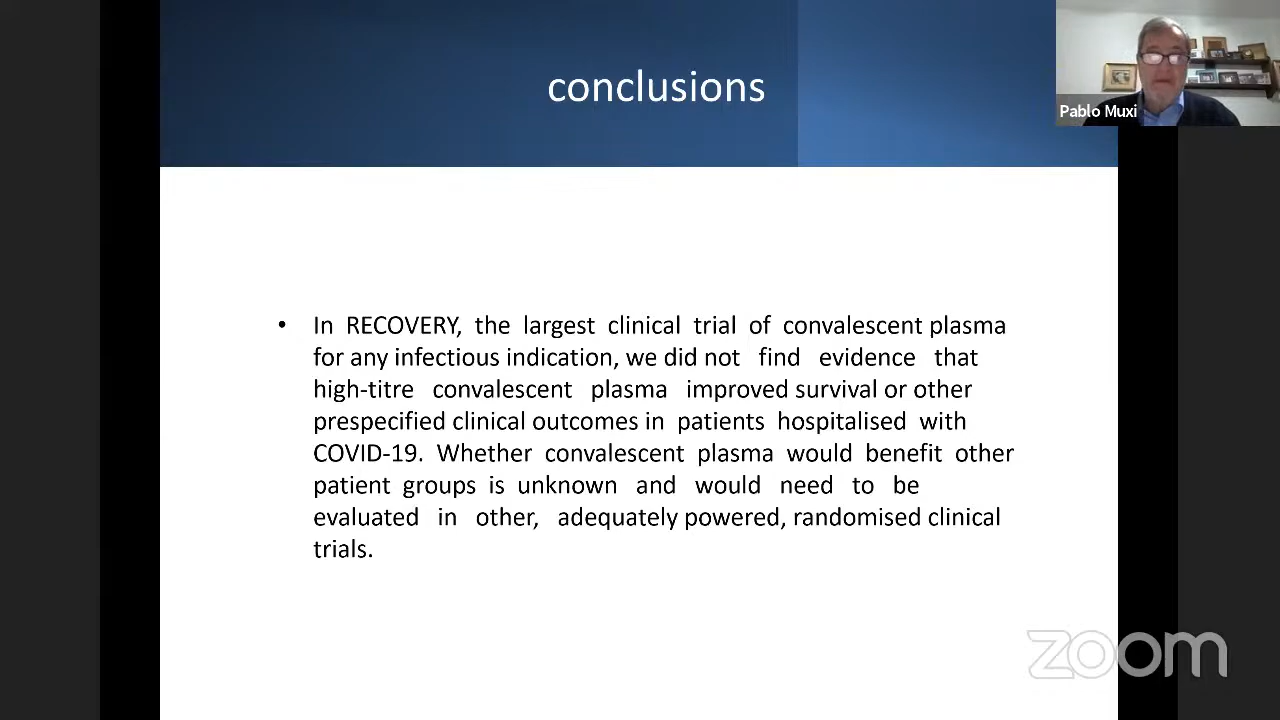 conclusions
Pablo Muxi
• In RECOVERY, the largest clinical trial of convalescent plasma
for any infectious indication, we did not find evidence that
high-titre convalescent plasma improved survival or other
prespecified clinical outcomes in patients hospitalised with
COVID-19. Whether convalescent plasma would benefit other
patient groups is unknown and would need to be
evaluated in other, adequately powered, randomised clinical
trials.
zoom